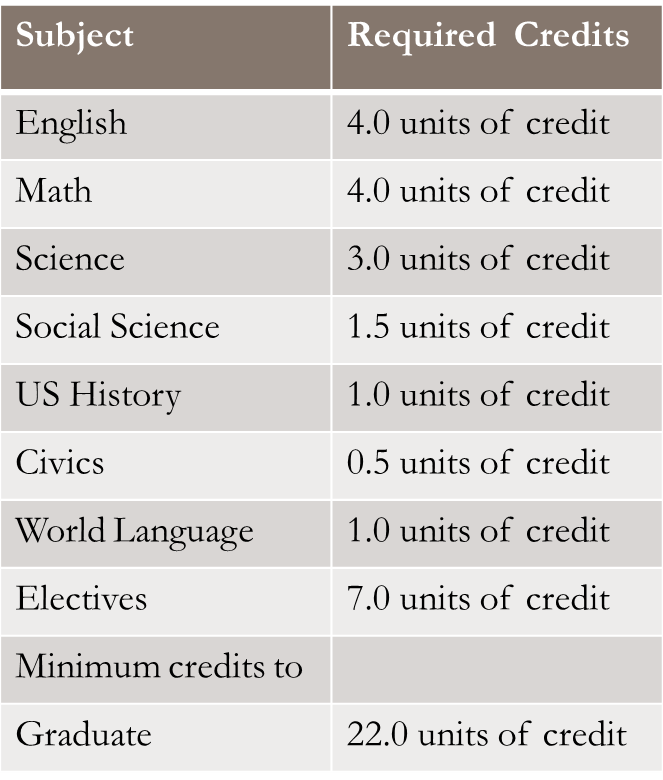 Subject Required Credits
English 4.0 units of credit
Math 4.0 units of credit
Science 3.0 units of credit
Social Science 1.5 units of credit
US History 1.0 units of credit
Civics 0.5 units of credit
World Language 1.0 units of credit
Electives 7.0 units of credit
Minimum credits to
Graduate 22.0 units of credit